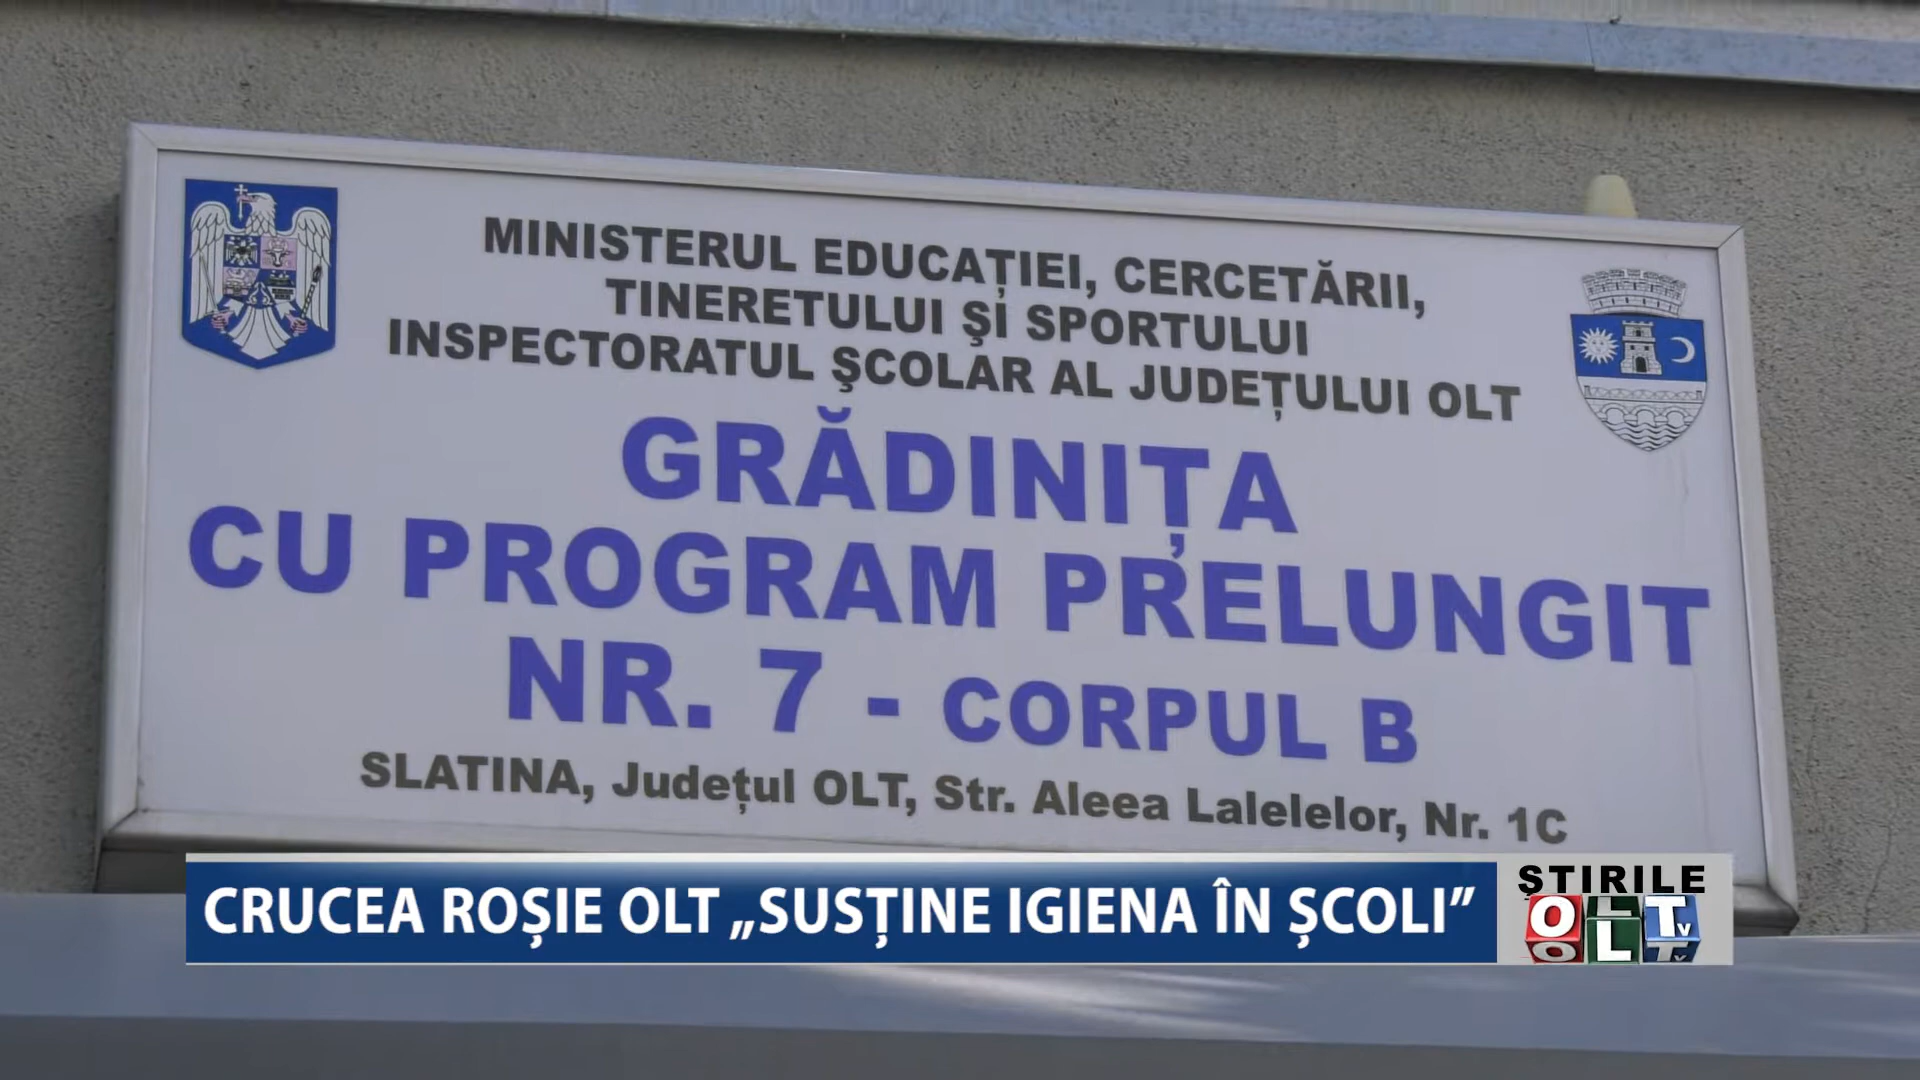 MINISTERUL EDUCAȚIEI, CERCETĂRII,
TINERETULUI ŞI SPORTULUI
INSPECTORATUL ŞCOLAR AL JUDEȚULUI OLT
GRĂDINIȚA
CU PROGRAM PRELUNGIT
NR. 7 - CORPUL B
SLATINA, Județul OLT, Str. Aleea Lalelelor, Nr. 1C
CRUCEA ROȘIE OLT „SUSȚINE IGIENA ÎN ȘCOLI”
ȘTIRILE
OLT TV